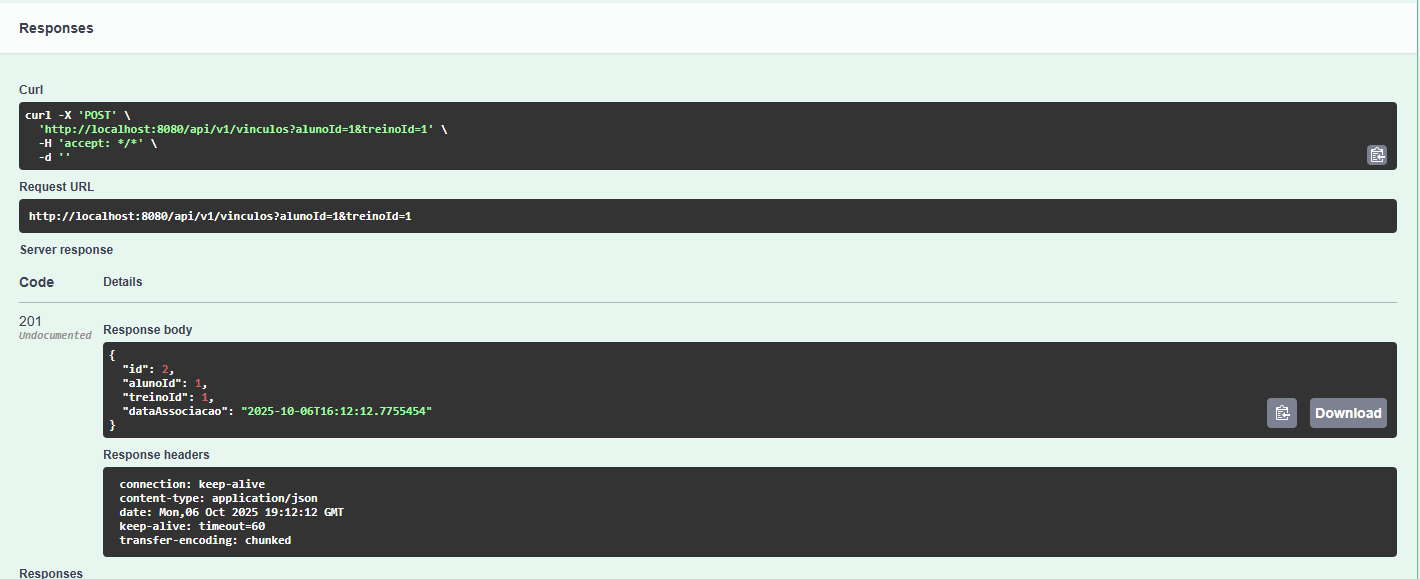 Responses
Curl
curl -X 'POST' \
  'http://localhost:8080/api/v1/vinculos?alunoId=1&treinoId=1' \
  -H 'accept: */*' \
  -d ''
Request URL
http://localhost:8080/api/v1/vinculos?alunoId=1&treinoId=1
Server response
Code Details
201
Undocumented
Response body
{
  "id": 2,
  "alunoId": 1,
  "treinoId": 1,
  "dataAssociacao": "2025-10-06T16:12:12.7755454"
}
Download
Response headers
connection: keep-alive
content-type: application/json
date: Mon,06 Oct 2025 19:12:12 GMT
keep-alive: timeout=60
transfer-encoding: chunked
Responses